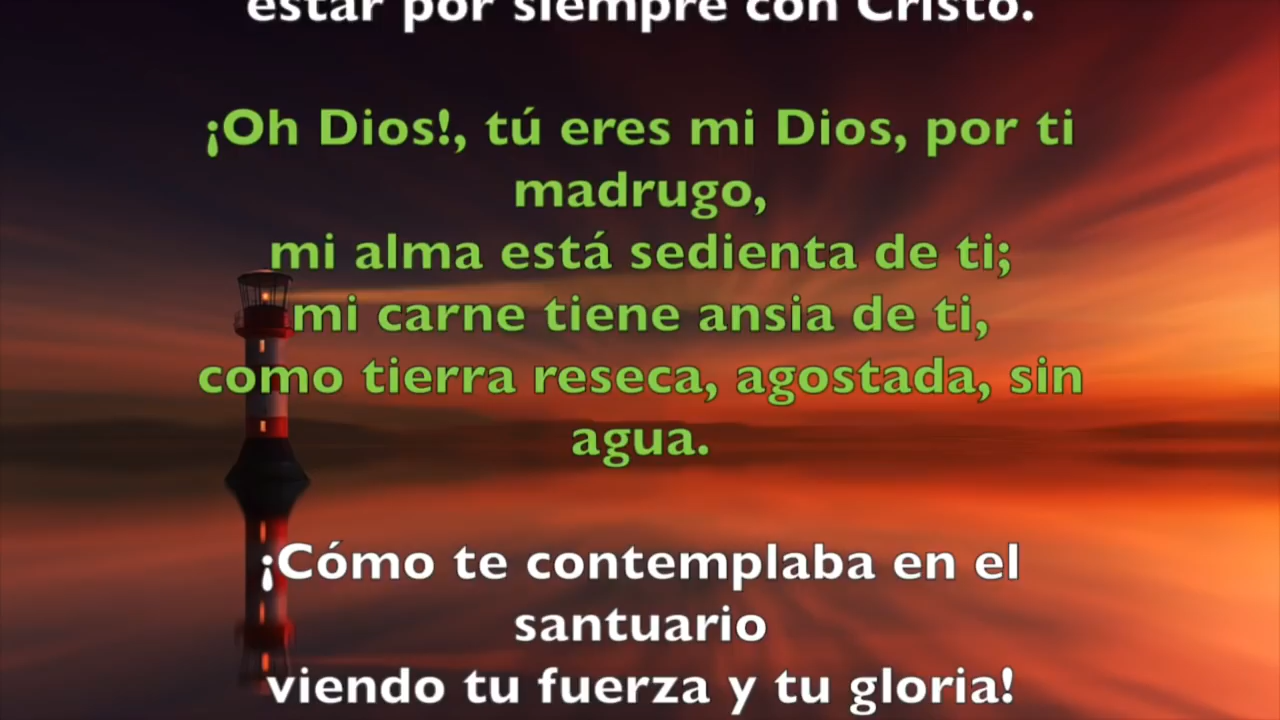 estar por siempre con Cristo.
¡Oh Dios!, tú eres mi Dios, por ti
madrugo,
mi alma está sedienta de ti;
mi carne tiene ansia de ti,
como tierra reseca, agostada, sin
agua.
¡Cómo te contemplaba en el
santuario
viendo tu fuerza y tu gloria!